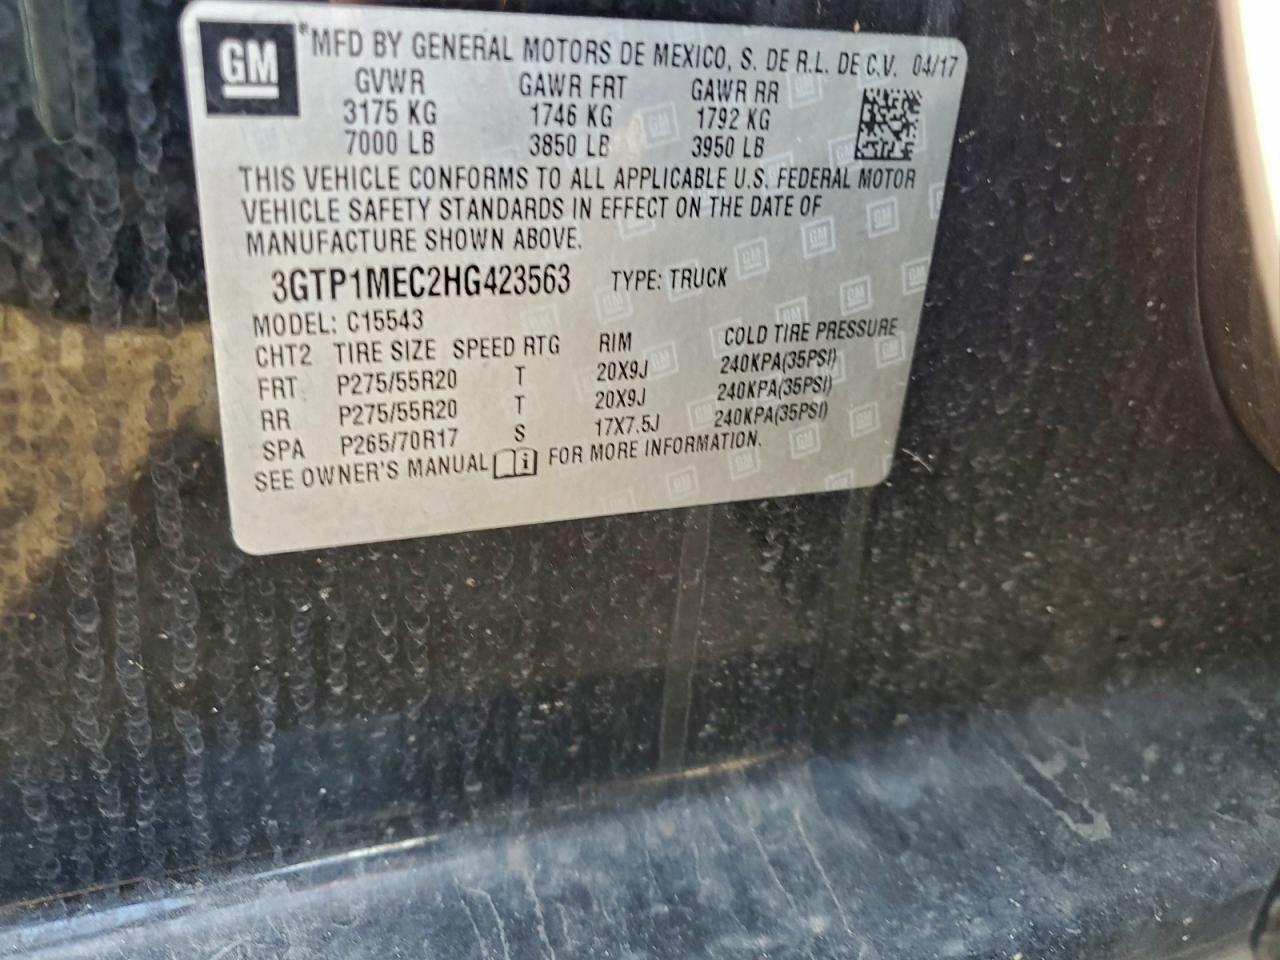 GM *MFD BY GENERAL MOTORS DE MEXICO, S. DE R.L. DE C.V. 04/17
GVWR GAWR FRT GAWR RR
3175 KG 1746 KG 1792 KG
7000 LB 3850 LB 3950 LB
THIS VEHICLE CONFORMS TO ALL APPLICABLE U.S. FEDERAL MOTOR
VEHICLE SAFETY STANDARDS IN EFFECT ON THE DATE OF
MANUFACTURE SHOWN ABOVE.
3GTP1MEC2HG423563 TYPE: TRUCK
MODEL: C15543
CHT2 TIRE SIZE SPEED RTG RIM COLD TIRE PRESSURE
FRT P275/55R20 T 20X9J 240KPA(35PSI)
RR P275/55R20 T 20X9J 240KPA(35PSI)
SPA P265/70R17 S 17X7.5J 240KPA(35PSI)
SEE OWNER'S MANUAL FOR MORE INFORMATION.